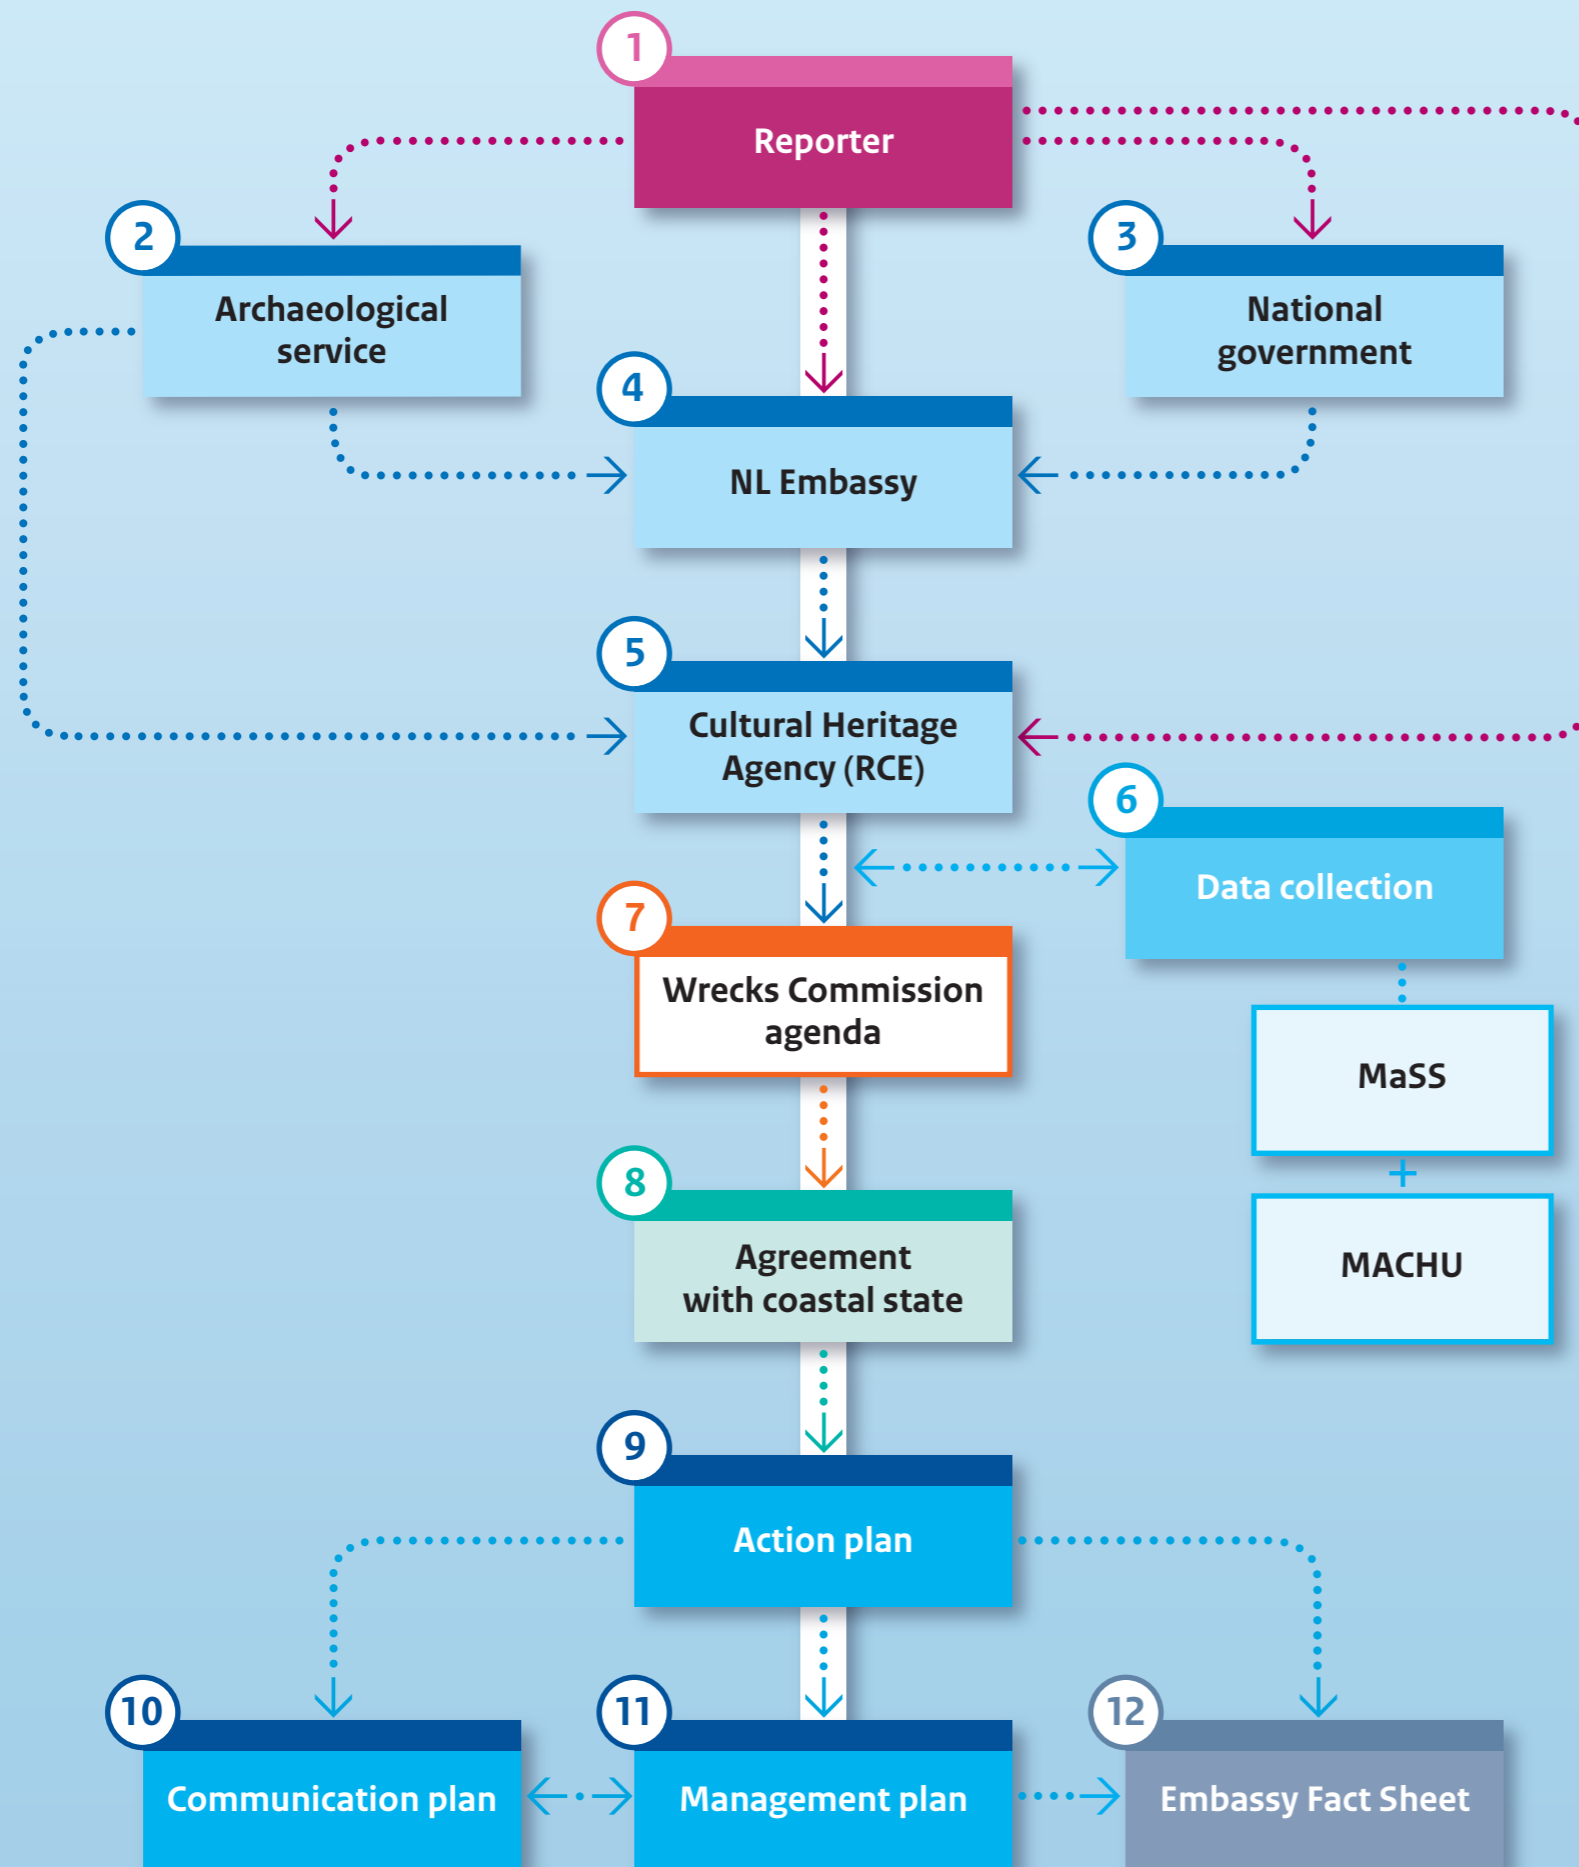 1
Reporter
2
Archaeological
service
3
National
government
4
NL Embassy
5
Cultural Heritage
Agency (RCE)
6
Data collection
7
Wrecks Commission
agenda
MaSS
+
MACHU
8
Agreement
with coastal state
9
Action plan
10
Communication plan
11
Management plan
12
Embassy Fact Sheet